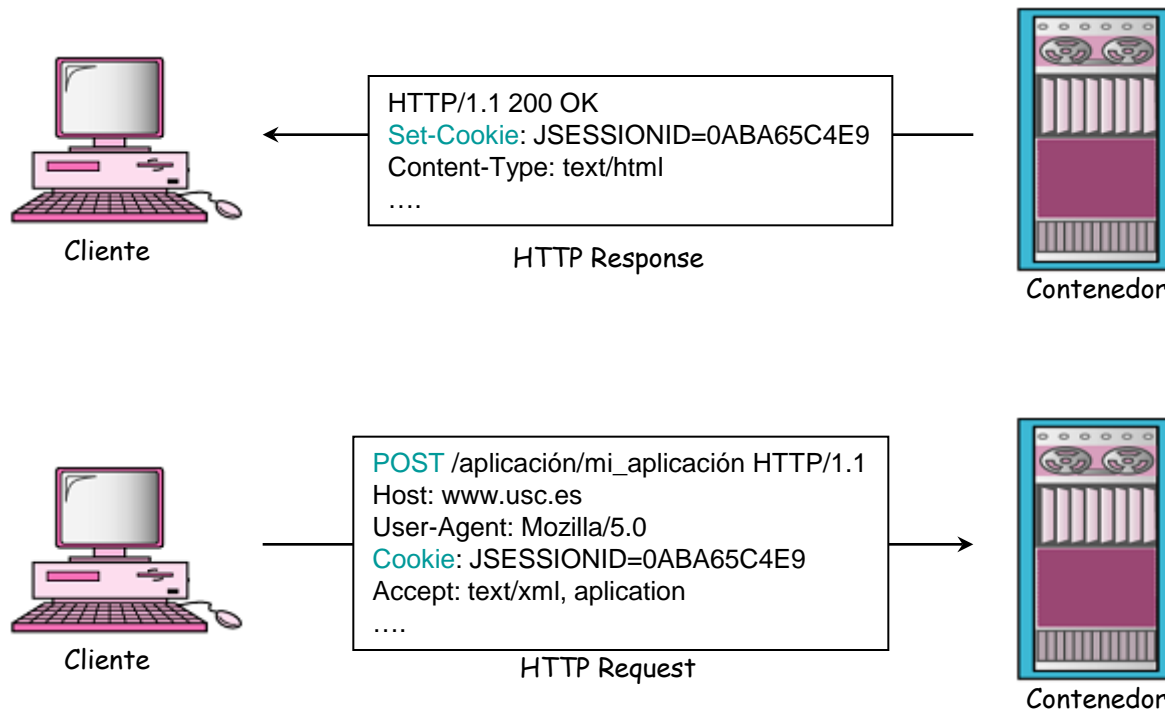 HTTP/1.1 200 OK
Set-Cookie: JSESSIONID=0ABA65C4E9
Content-Type: text/html
….
Cliente
HTTP Response
Contenedor
POST /aplicación/mi_aplicación HTTP/1.1
Host: www.usc.es
User-Agent: Mozilla/5.0
Cookie: JSESSIONID=0ABA65C4E9
Accept: text/xml, aplication
….
Cliente
HTTP Request
Contenedor